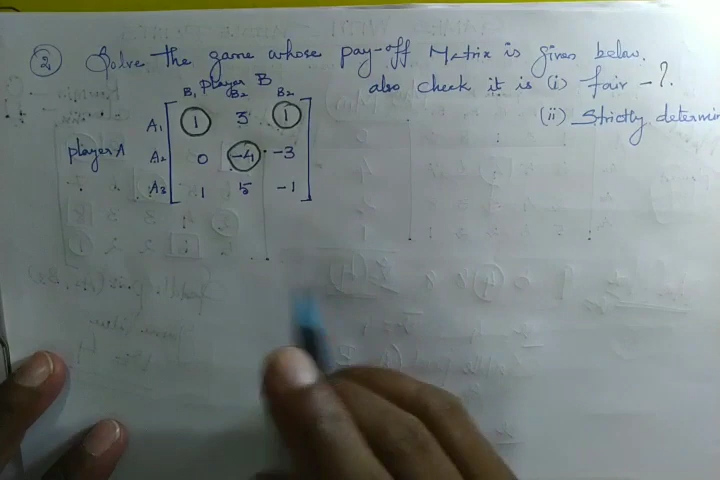 ② Solve the game whose pay-off Matrix is given below.
also check it is (i) fair - ?
(ii) Strictly determin
Player B
B₁ B₂ B₂
A₁ 1 3 1
player A A₂ 0 -4 -3
A₃ 1 5 -1